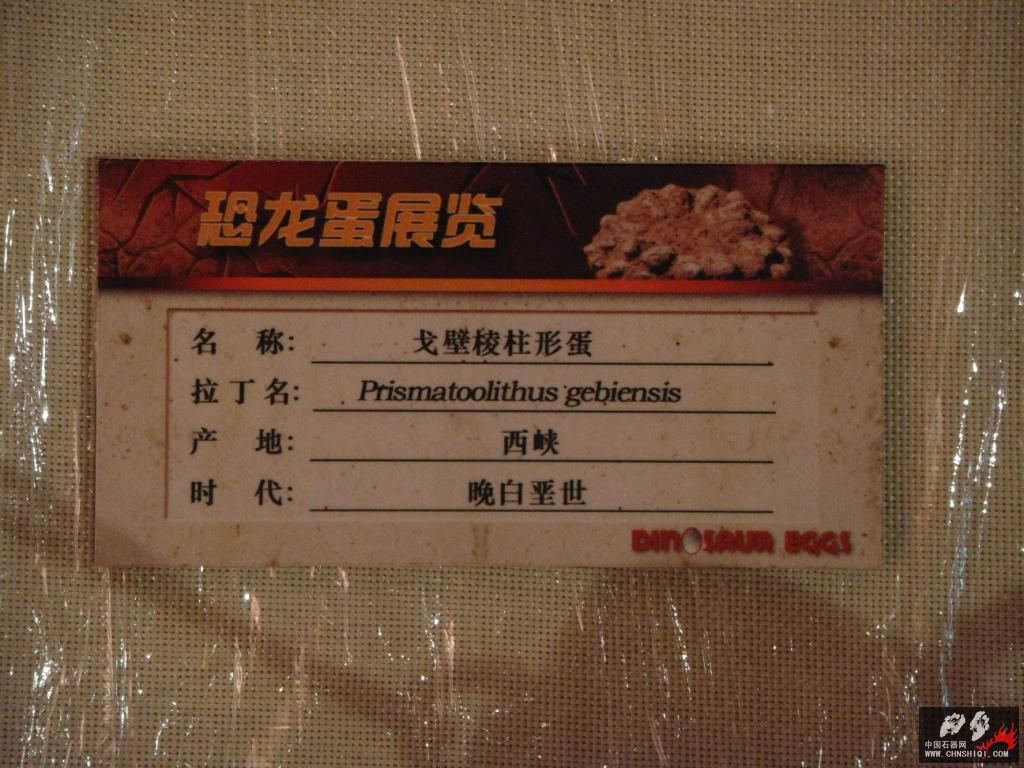 恐龙蛋展览
名 称： 戈壁棱柱形蛋
拉丁名： Prismatoolithus gebiensis
产 地： 西峡
时 代： 晚白垩世
DINOSAUR EGGS
中国石器网
WWW.CHNSHIQI.COM